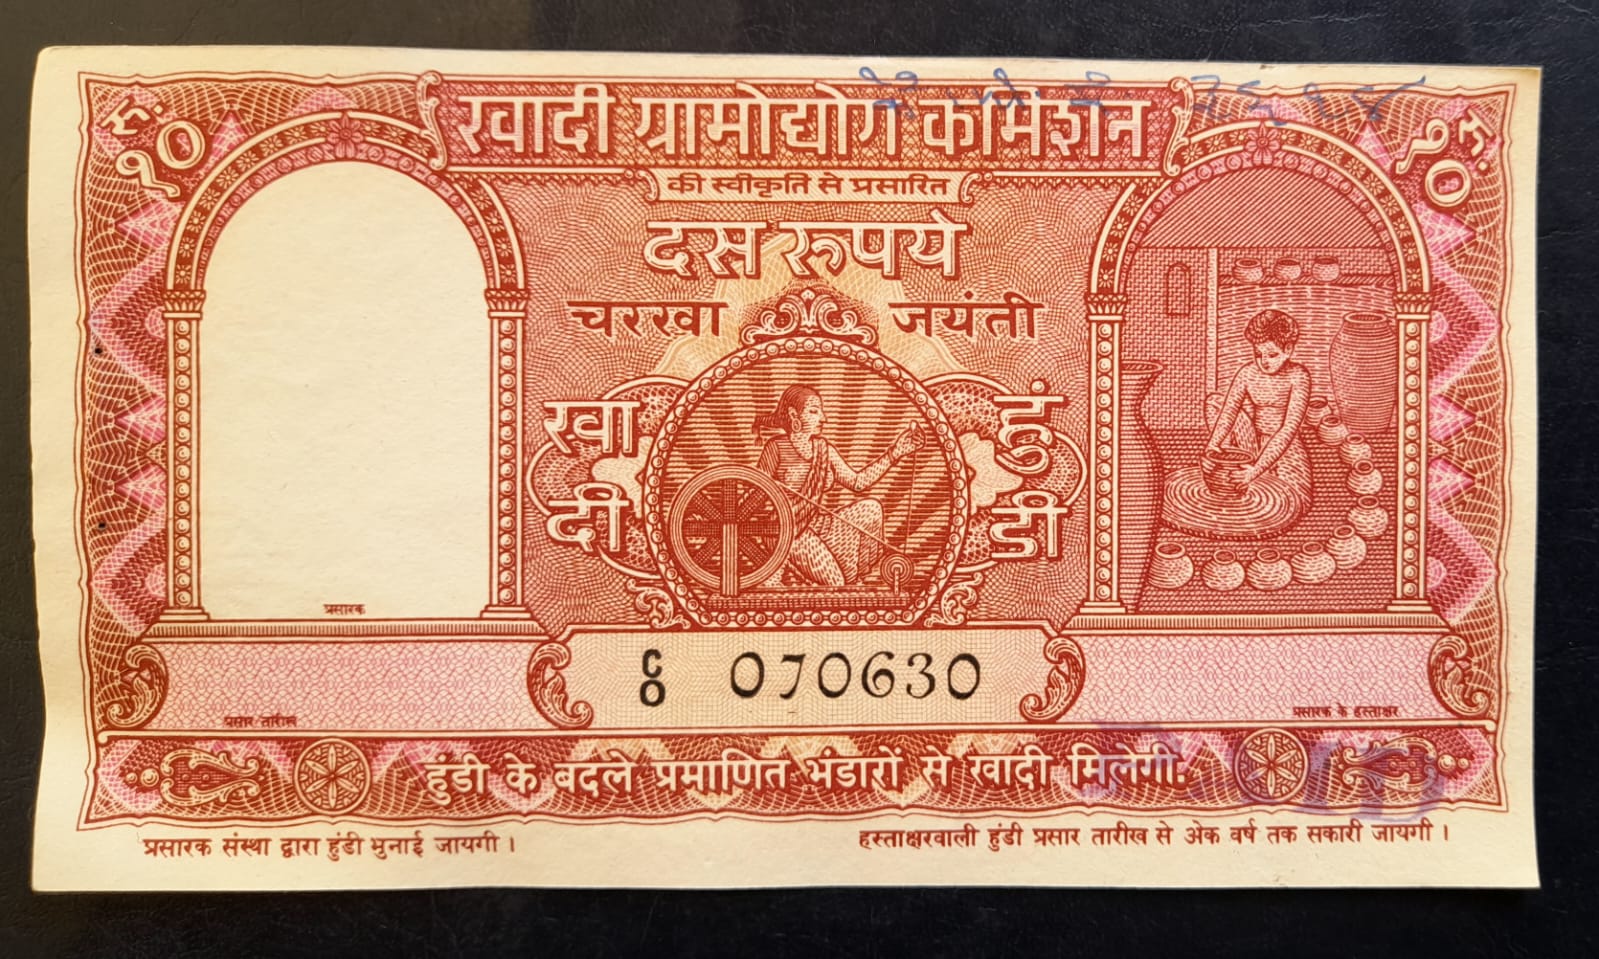 रु. १०
खादी ग्रामोद्योग कमिशन
रु. १०
की स्वीकृति से प्रसारित
दस रुपये
चरखा जयंती
खादी
हुंडी
प्रसारक
C/0 070630
प्रसार तारीख
प्रसारक के हस्ताक्षर
हुंडी के बदले प्रमाणित भंडारों से खादी मिलेगी.
प्रसारक संस्था द्वारा हुंडी भुनाई जायगी ।
हस्ताक्षरवाली हुंडी प्रसार तारीख से अेक वर्ष तक सकारी जायगी ।